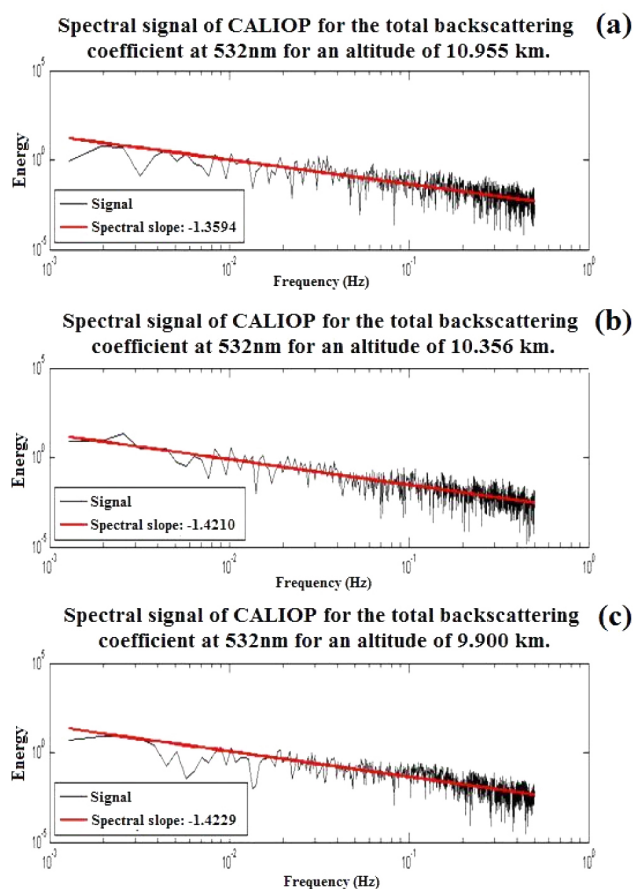 Spectral signal of CALIOP for the total backscattering (a)
coefficient at 532nm for an altitude of 10.955 km.
10^5
10^0
10^-5
Energy
Signal
Spectral slope: -1.3594
10^-3 10^-2 10^-1 10^0
Frequency (Hz)
Spectral signal of CALIOP for the total backscattering (b)
coefficient at 532nm for an altitude of 10.356 km.
10^5
10^0
10^-5
Energy
Signal
Spectral slope: -1.4210
10^-3 10^-2 10^-1 10^0
Frequency (Hz)
Spectral signal of CALIOP for the total backscattering (c)
coefficient at 532nm for an altitude of 9.900 km.
10^5
10^0
10^-5
Energy
Signal
Spectral slope: -1.4229
10^-3 10^-2 10^-1 10^0
Frequency (Hz)